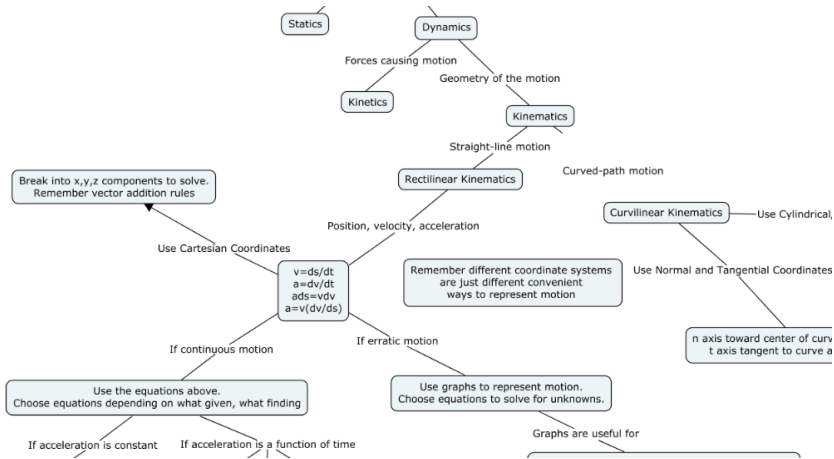 Statics
Dynamics
Forces causing motion
Geometry of the motion
Kinetics
Kinematics
Straight-line motion
Curved-path motion
Rectilinear Kinematics
Break into x,y,z components to solve.
Remember vector addition rules
Curvilinear Kinematics
Use Cylindrical,
Position, velocity, acceleration
Use Cartesian Coordinates
v=ds/dt
a=dv/dt
ads=vdv
a=v(dv/ds)
Remember different coordinate systems
are just different convenient
ways to represent motion
Use Normal and Tangential Coordinates
n axis toward center of curv
t axis tangent to curve a
If continuous motion
If erratic motion
Use the equations above.
Choose equations depending on what given, what finding
Use graphs to represent motion.
Choose equations to solve for unknowns.
If acceleration is constant
If acceleration is a function of time
Graphs are useful for